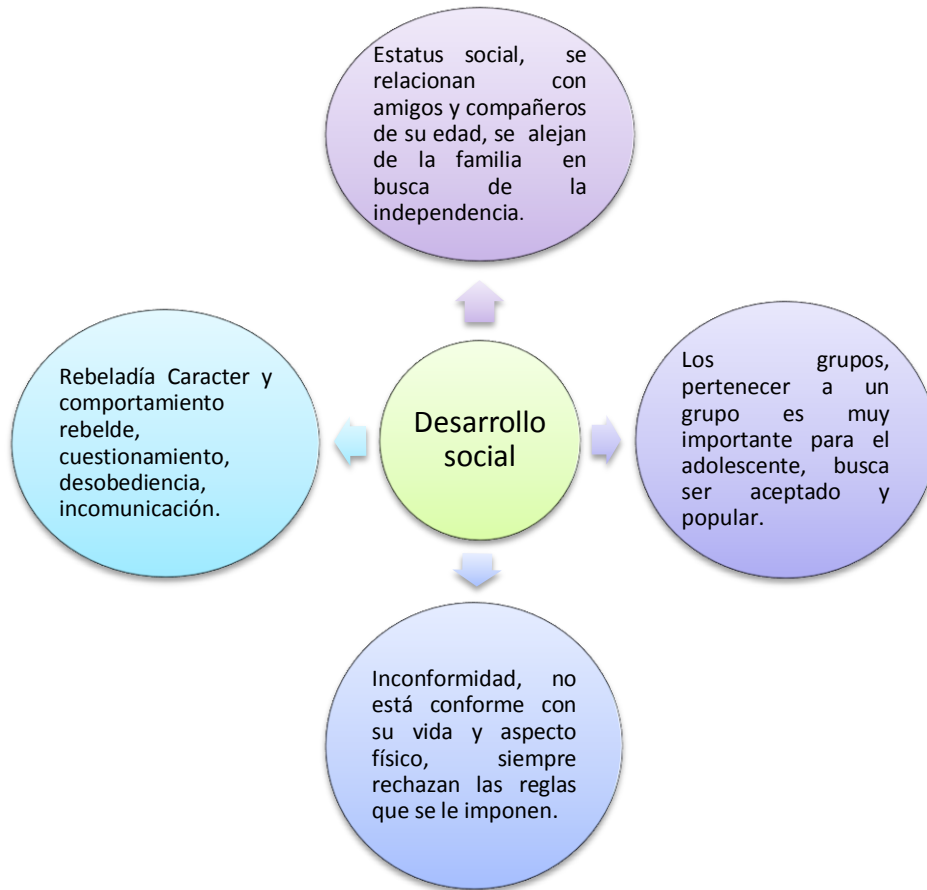 Estatus social, se
relacionan con
amigos y compañeros
de su edad, se alejan
de la familia en
busca de la
independencia.
Rebeladía Caracter y
comportamiento
rebelde,
cuestionamiento,
desobediencia,
incomunicación.
Desarrollo
social
Los grupos,
pertenecer a un
grupo es muy
importante para el
adolescente, busca
ser aceptado y
popular.
Inconformidad, no
está conforme con
su vida y aspecto
físico, siempre
rechazan las reglas
que se le imponen.